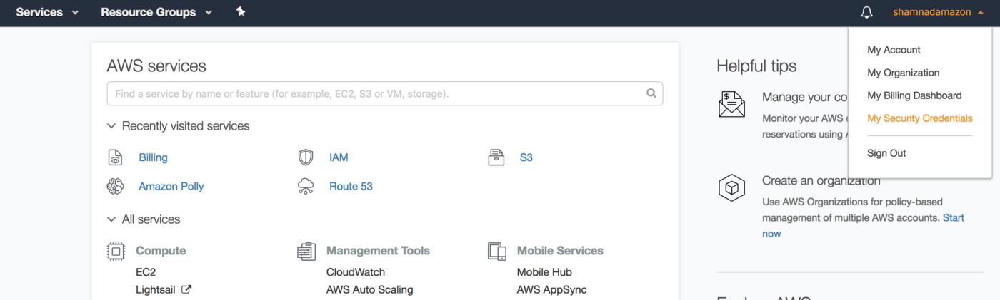 Services
Resource Groups
shamnadamazon
My Account
My Organization
My Billing Dashboard
My Security Credentials
Sign Out
AWS services
Find a service by name or feature (for example, EC2, S3 or VM, storage).
Recently visited services
Billing
IAM
S3
Amazon Polly
Route 53
All services
Compute
EC2
Lightsail
Management Tools
CloudWatch
AWS Auto Scaling
Mobile Services
Mobile Hub
AWS AppSync
Helpful tips
Manage your co
Monitor your AWS
reservations using
Create an organization
Use AWS Organizations for policy-based
management of multiple AWS accounts. Start
now